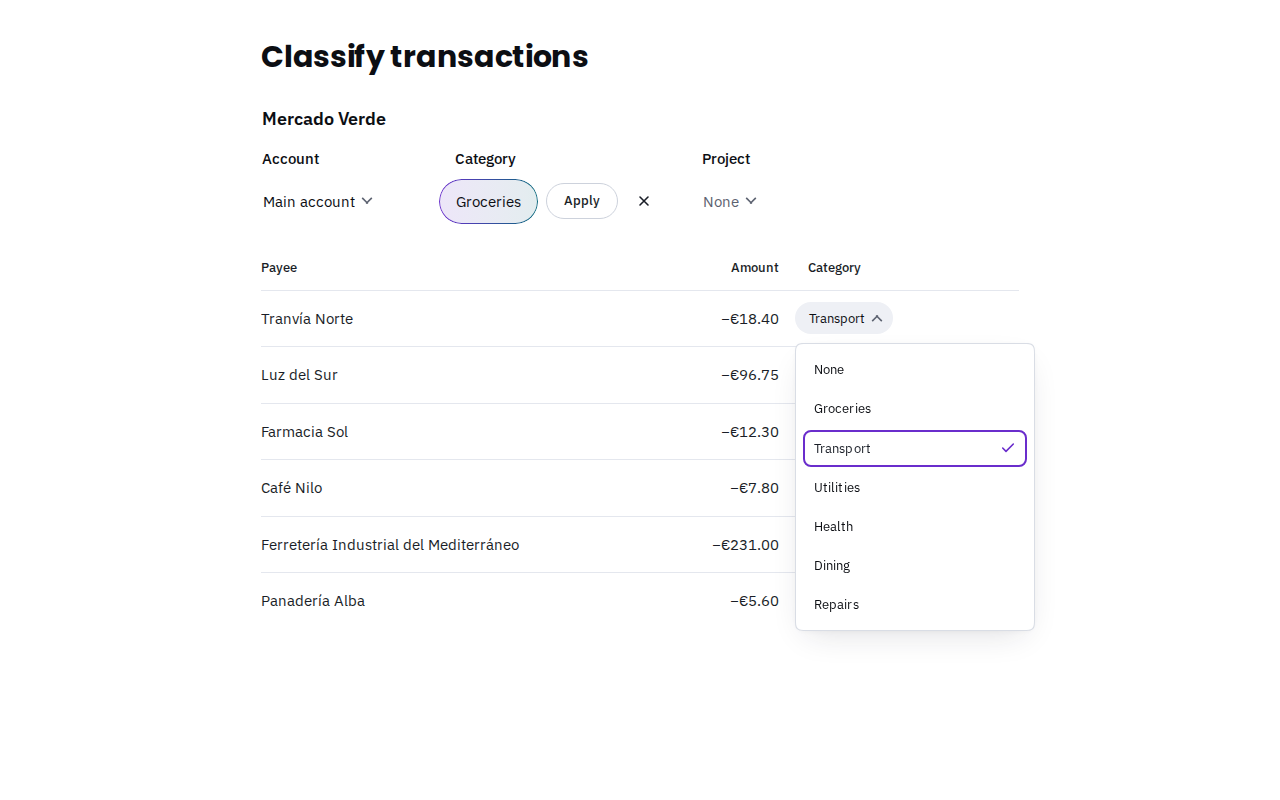 Classify transactions
Mercado Verde
Account Category Project
Main account Groceries Apply None
Payee Amount Category
Tranvía Norte −€18.40 Transport
Luz del Sur −€96.75
Farmacia Sol −€12.30
Café Nilo −€7.80
Ferretería Industrial del Mediterráneo −€231.00
Panadería Alba −€5.60
None
Groceries
Transport
Utilities
Health
Dining
Repairs